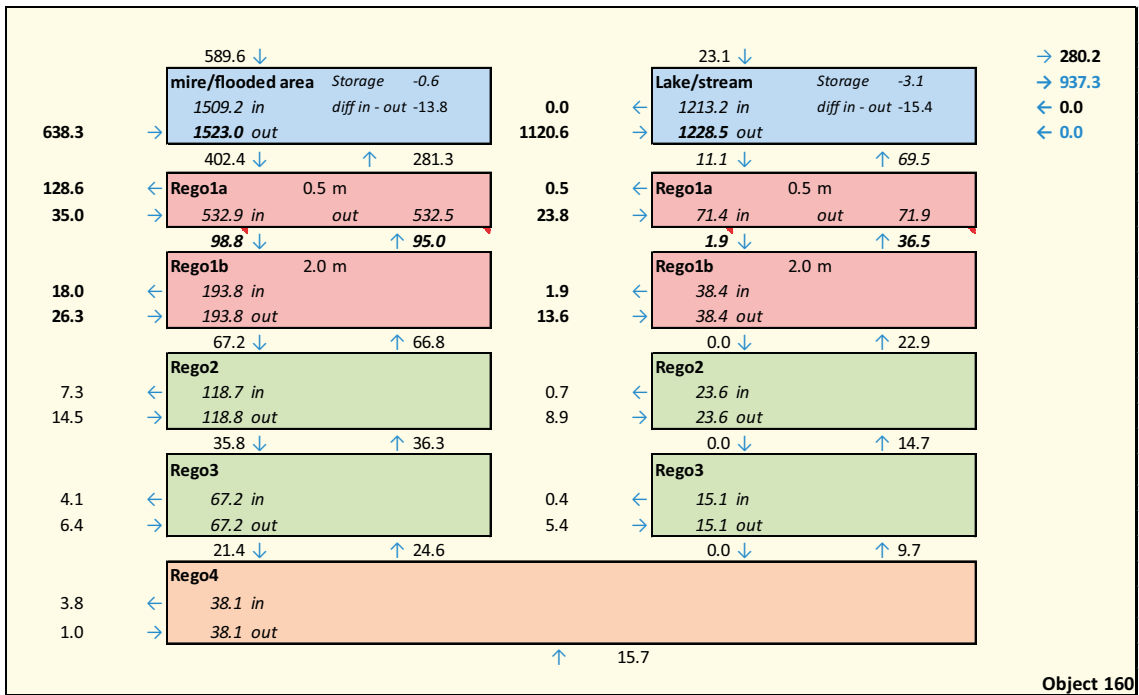 589.6 ↓ 23.1 ↓ → 280.2
mire/flooded area Storage -0.6 Lake/stream Storage -3.1 → 937.3
1509.2 in diff in - out -13.8 0.0 ← 1213.2 in diff in - out -15.4 ← 0.0
638.3 → 1523.0 out 1120.6 → 1228.5 out ← 0.0
402.4 ↓ ↑ 281.3 11.1 ↓ ↑ 69.5
128.6 ← Rego1a 0.5 m 0.5 ← Rego1a 0.5 m
35.0 → 532.9 in out 532.5 23.8 → 71.4 in out 71.9
98.8 ↓ ↑ 95.0 1.9 ↓ ↑ 36.5
Rego1b 2.0 m Rego1b 2.0 m
18.0 ← 193.8 in 1.9 ← 38.4 in
26.3 → 193.8 out 13.6 → 38.4 out
67.2 ↓ ↑ 66.8 0.0 ↓ ↑ 22.9
Rego2 Rego2
7.3 ← 118.7 in 0.7 ← 23.6 in
14.5 → 118.8 out 8.9 → 23.6 out
35.8 ↓ ↑ 36.3 0.0 ↓ ↑ 14.7
Rego3 Rego3
4.1 ← 67.2 in 0.4 ← 15.1 in
6.4 → 67.2 out 5.4 → 15.1 out
21.4 ↓ ↑ 24.6 0.0 ↓ ↑ 9.7
Rego4
3.8 ← 38.1 in
1.0 → 38.1 out
↑ 15.7
Object 160